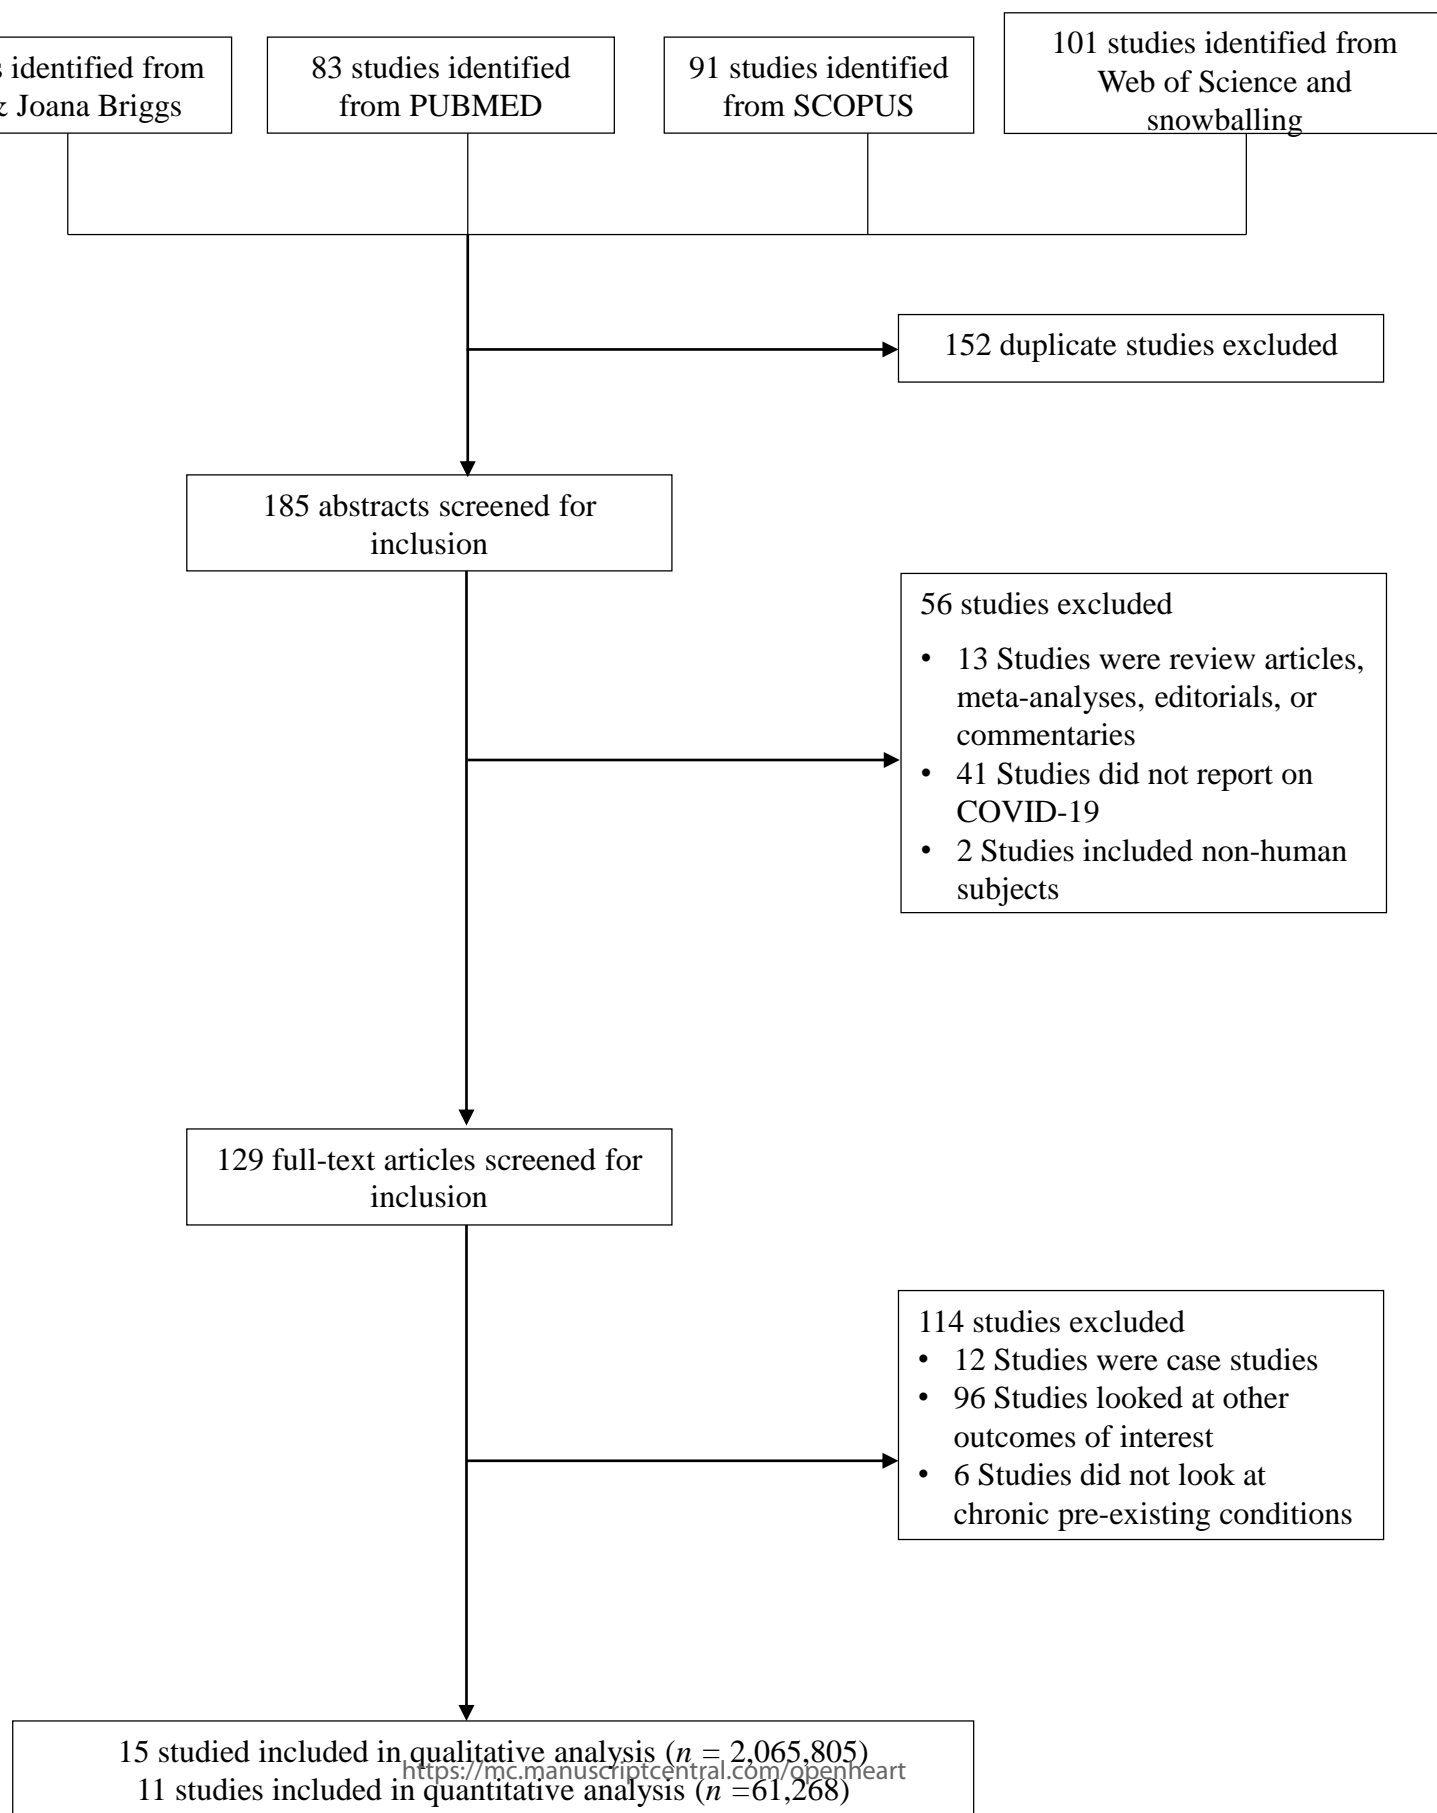 identified from
& Joana Briggs
83 studies identified
from PUBMED
91 studies identified
from SCOPUS
101 studies identified from
Web of Science and
snowballing
152 duplicate studies excluded
185 abstracts screened for
inclusion
56 studies excluded
• 13 Studies were review articles,
meta-analyses, editorials, or
commentaries
• 41 Studies did not report on
COVID-19
• 2 Studies included non-human
subjects
129 full-text articles screened for
inclusion
114 studies excluded
• 12 Studies were case studies
• 96 Studies looked at other
outcomes of interest
• 6 Studies did not look at
chronic pre-existing conditions
15 studied included in qualitative analysis (n = 2,065,805)
https://mc.manuscriptcentral.com/openheart
11 studies included in quantitative analysis (n =61,268)